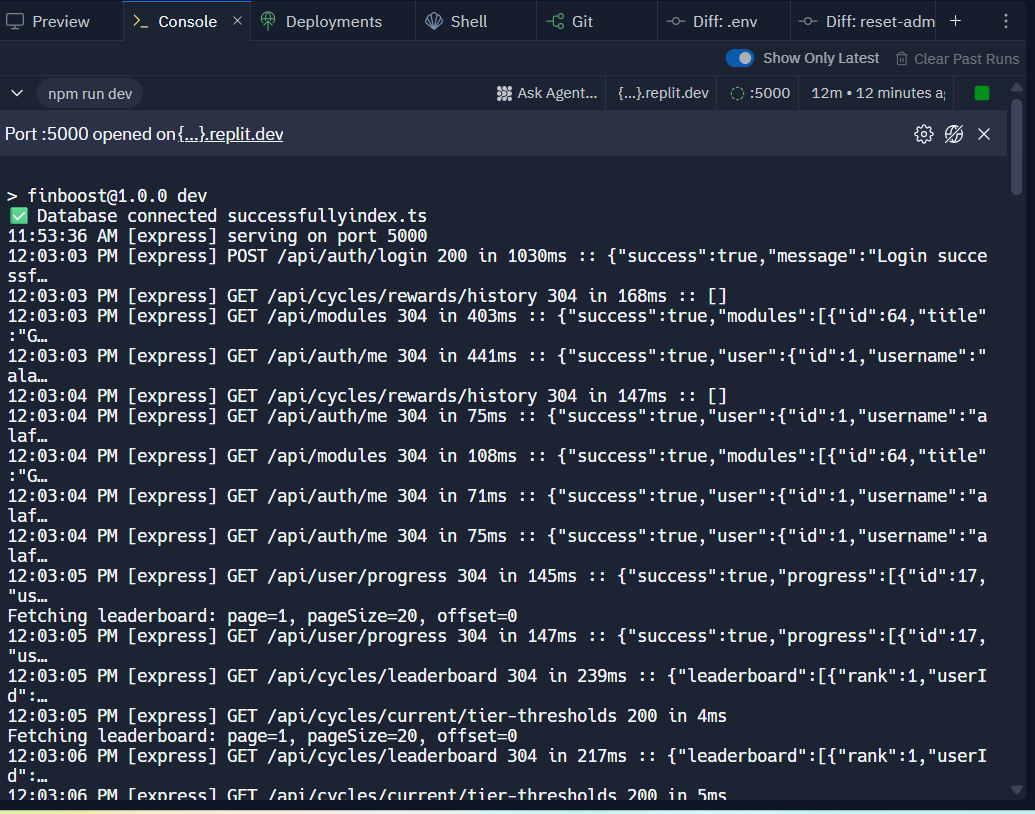 Preview
Console
Deployments
Shell
Git
Diff: .env
Diff: reset-adm
Show Only Latest
Clear Past Runs
npm run dev
Ask Agent...
{...}.replit.dev
:5000
12m • 12 minutes a
Port :5000 opened on {...}.replit.dev
> finboost@1.0.0 dev
✅ Database connected successfullyindex.ts
11:53:36 AM [express] serving on port 5000
12:03:03 PM [express] POST /api/auth/login 200 in 1030ms :: {"success":true,"message":"Login succe
ssf…
12:03:03 PM [express] GET /api/cycles/rewards/history 304 in 168ms :: []
12:03:03 PM [express] GET /api/modules 304 in 403ms :: {"success":true,"modules":[{"id":64,"title"
:"G…
12:03:03 PM [express] GET /api/auth/me 304 in 441ms :: {"success":true,"user":{"id":1,"username":"
ala…
12:03:04 PM [express] GET /api/cycles/rewards/history 304 in 147ms :: []
12:03:04 PM [express] GET /api/auth/me 304 in 75ms :: {"success":true,"user":{"id":1,"username":"a
laf…
12:03:04 PM [express] GET /api/modules 304 in 108ms :: {"success":true,"modules":[{"id":64,"title"
:"G…
12:03:04 PM [express] GET /api/auth/me 304 in 71ms :: {"success":true,"user":{"id":1,"username":"a
laf…
12:03:04 PM [express] GET /api/auth/me 304 in 75ms :: {"success":true,"user":{"id":1,"username":"a
laf…
12:03:05 PM [express] GET /api/user/progress 304 in 145ms :: {"success":true,"progress":[{"id":17,
"us…
Fetching leaderboard: page=1, pageSize=20, offset=0
12:03:05 PM [express] GET /api/user/progress 304 in 147ms :: {"success":true,"progress":[{"id":17,
"us…
12:03:05 PM [express] GET /api/cycles/leaderboard 304 in 239ms :: {"leaderboard":[{"rank":1,"userI
d":…
12:03:05 PM [express] GET /api/cycles/current/tier-thresholds 200 in 4ms
Fetching leaderboard: page=1, pageSize=20, offset=0
12:03:06 PM [express] GET /api/cycles/leaderboard 304 in 217ms :: {"leaderboard":[{"rank":1,"userI
d":…
12:03:06 PM [express] GET /api/cycles/current/tier-thresholds 200 in 5ms